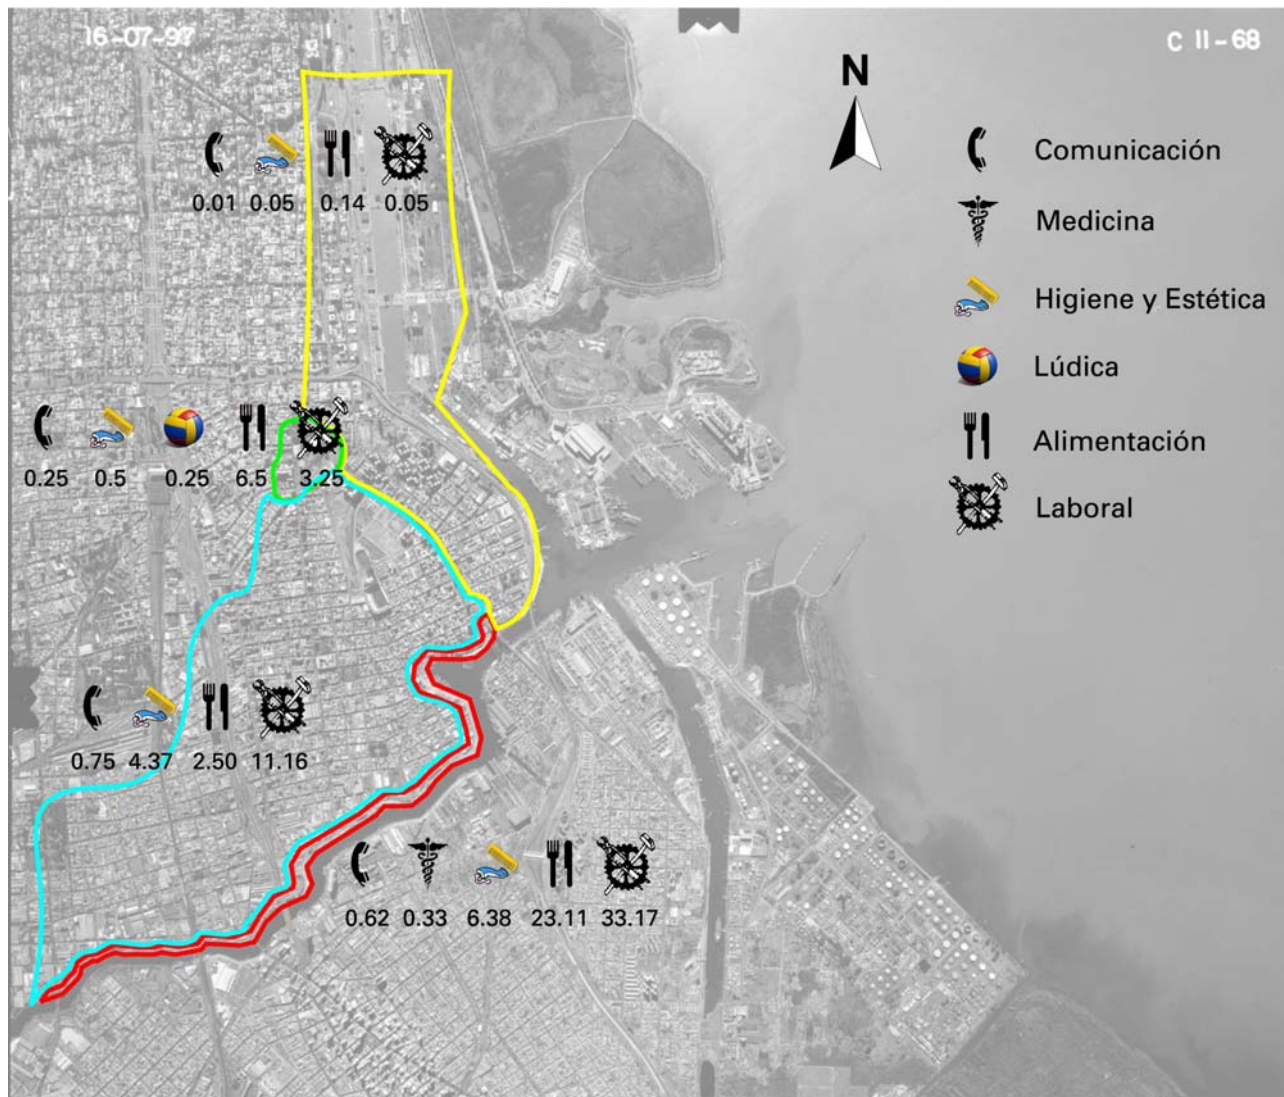 16-07-97
C 11-68
N
Comunicación
Medicina
Higiene y Estética
Lúdica
Alimentación
Laboral
0.01 0.05 0.14 0.05
0.25 0.5 0.25 6.5 3.25
0.75 4.37 2.50 11.16
0.62 0.33 6.38 23.11 33.17